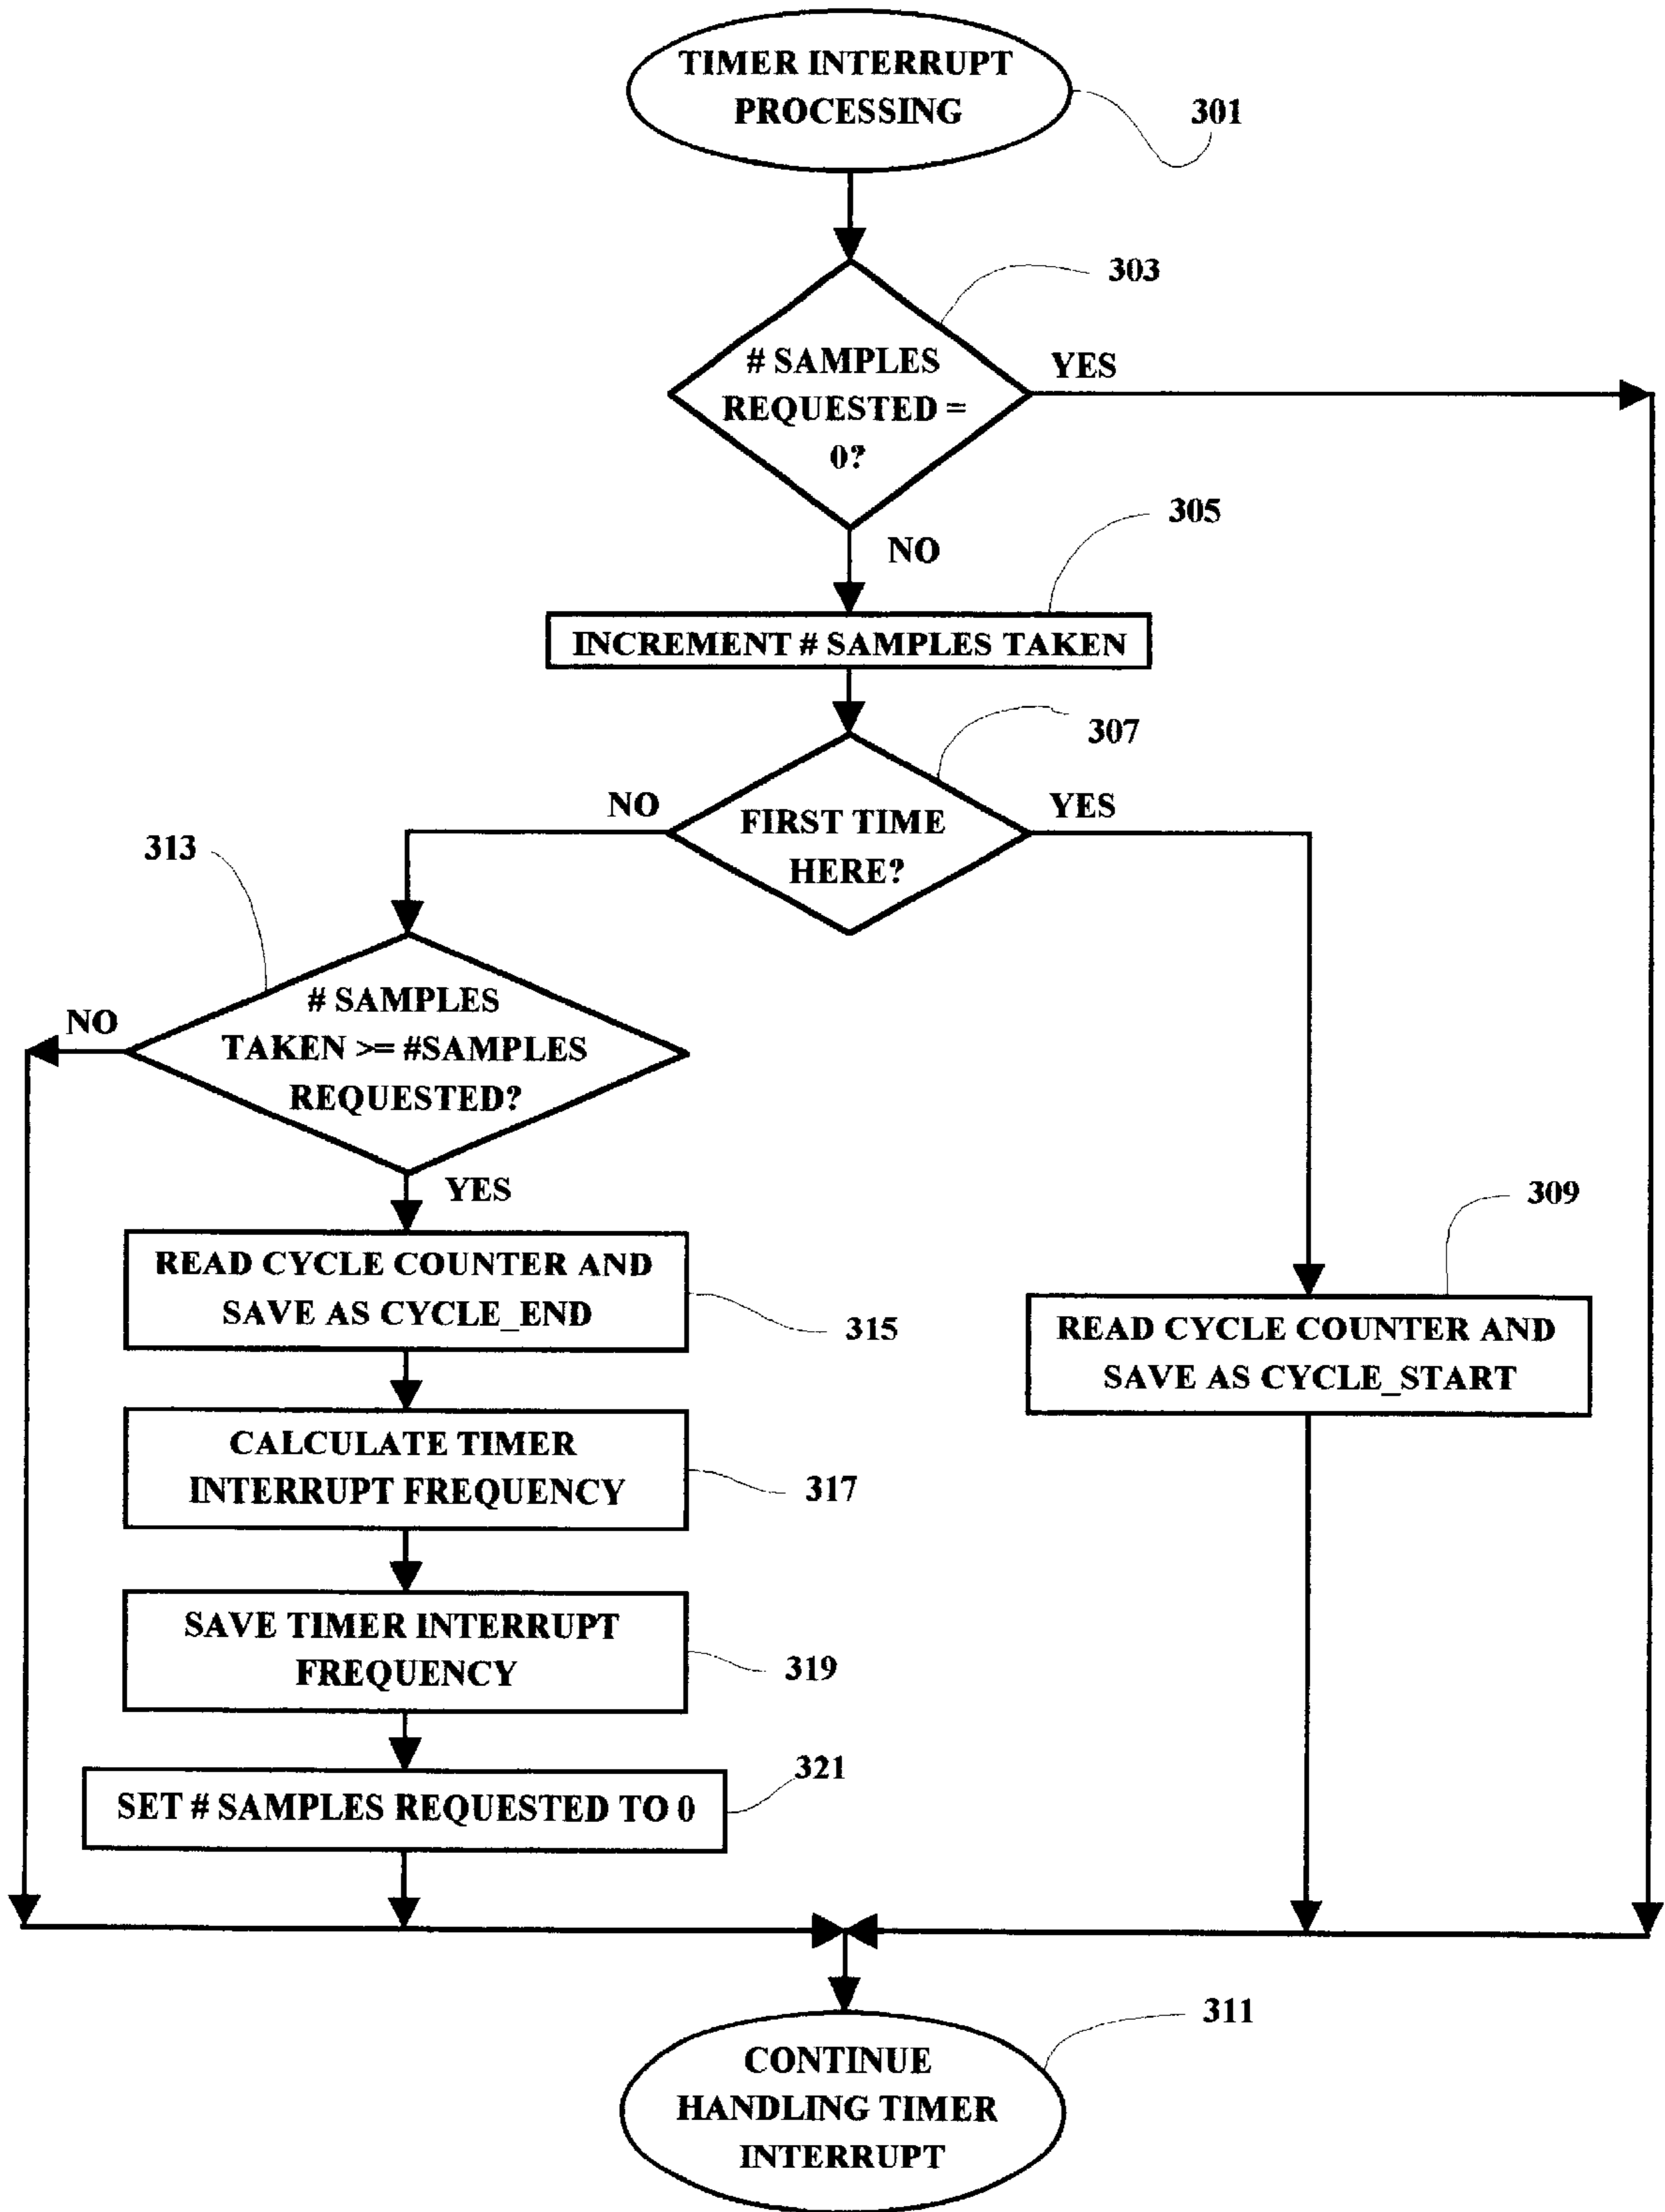 TIMER INTERRUPT
PROCESSING
301
303
# SAMPLES
REQUESTED =
0?
YES
NO
305
INCREMENT # SAMPLES TAKEN
307
FIRST TIME
HERE?
NO
YES
313
# SAMPLES
TAKEN >= #SAMPLES
REQUESTED?
NO
YES
READ CYCLE COUNTER AND
SAVE AS CYCLE_END
315
309
READ CYCLE COUNTER AND
SAVE AS CYCLE_START
CALCULATE TIMER
INTERRUPT FREQUENCY
317
SAVE TIMER INTERRUPT
FREQUENCY
319
321
SET # SAMPLES REQUESTED TO 0
311
CONTINUE
HANDLING TIMER
INTERRUPT